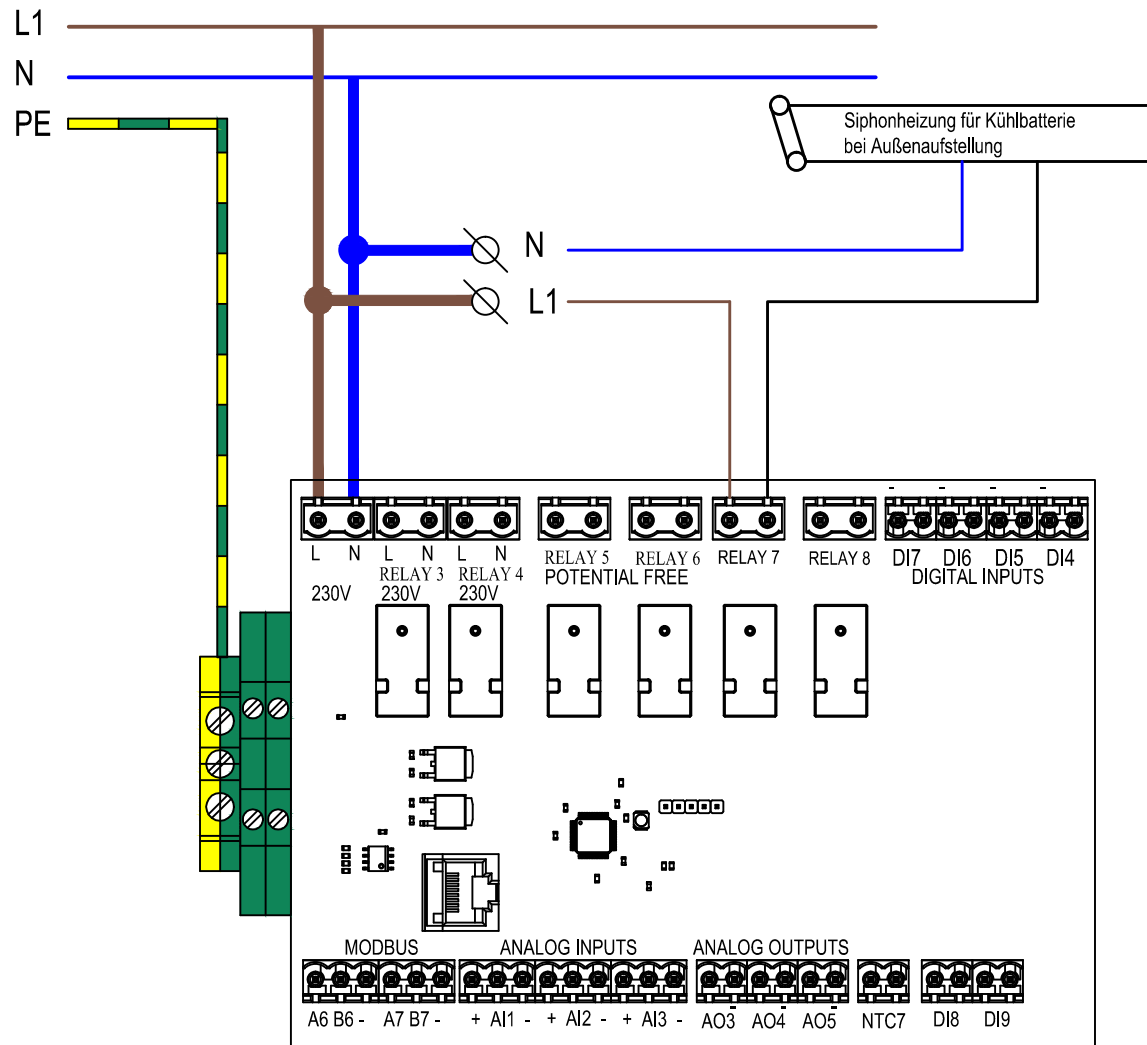 L1
N
PE
Siphonheizung für Kühlbatterie
bei Außenaufstellung
N
L1
- - - -
L N L N L N RELAY 5 RELAY 6 RELAY 7 RELAY 8 DI7 DI6 DI5 DI4
RELAY 3 RELAY 4 POTENTIAL FREE DIGITAL INPUTS
230V 230V 230V
MODBUS ANALOG INPUTS ANALOG OUTPUTS
A6 B6 - A7 B7 - + AI1 - + AI2 - + AI3 - AO3 - AO4 - AO5 - NTC7 DI8 DI9